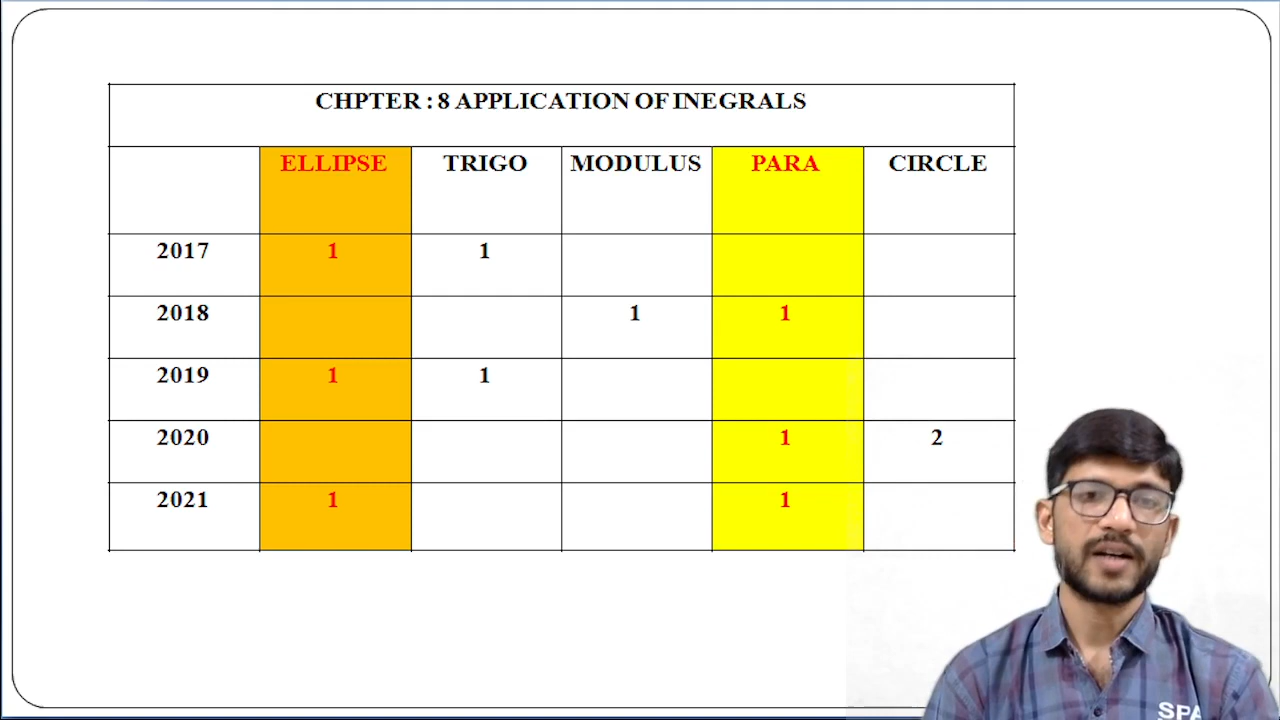 CHPTER : 8 APPLICATION OF INEGRALS
ELLIPSE TRIGO MODULUS PARA CIRCLE
2017 1 1
2018 1 1
2019 1 1
2020 1 2
2021 1 1
SPA